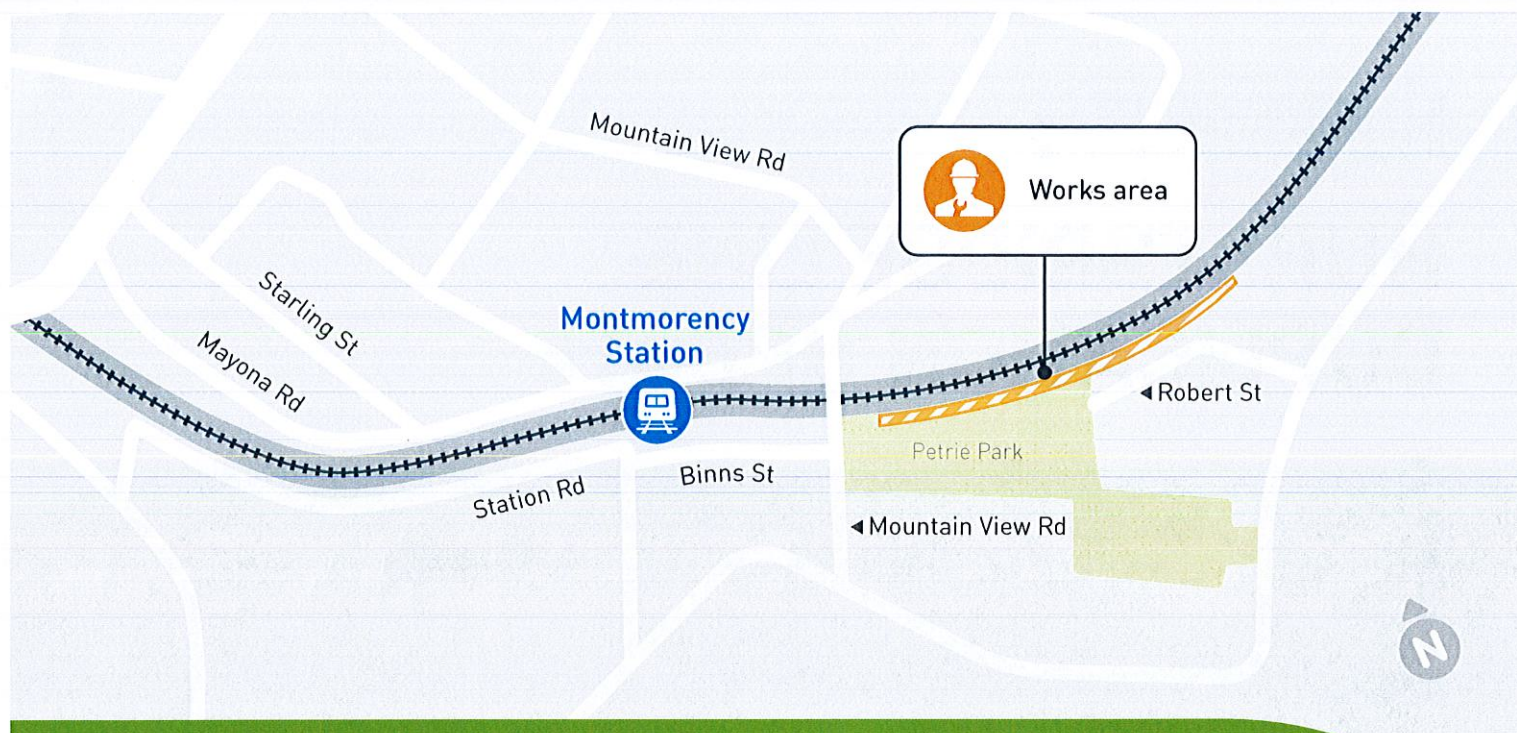 Mountain View Rd
Works area
Starling St
Mayona Rd
Montmorency
Station
◄ Robert St
Petrie Park
Station Rd
Binns St
◄ Mountain View Rd
N